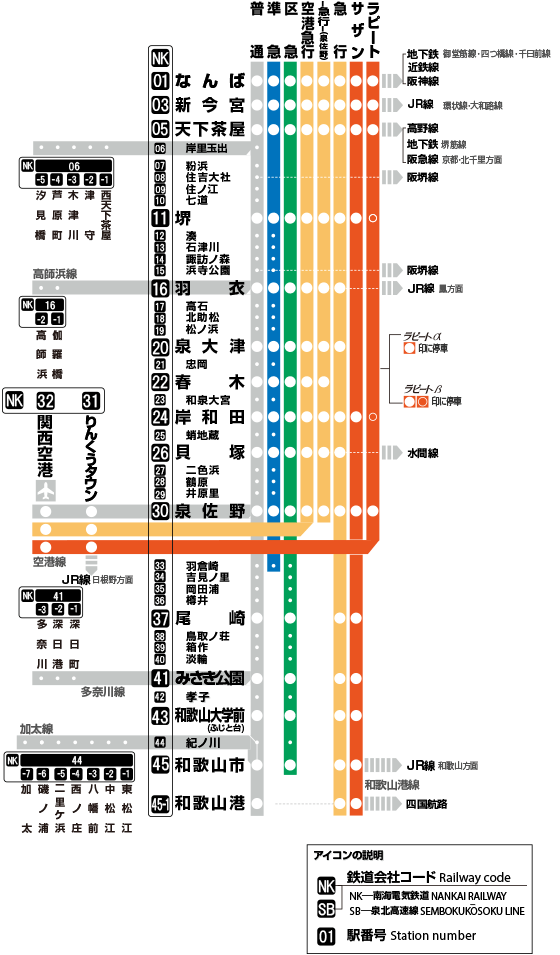 普通
準急
区急
空港急行
－急行－(泉佐野)
急行
サザン
ラピート
NK
01 なんば
地下鉄 御堂筋線・四つ橋線・千日前線
近鉄線
阪神線
03 新今宮
JR線 環状線・大和路線
05 天下茶屋
高野線
地下鉄 堺筋線
阪急線 京都・北千里方面
06 岸里玉出
NK 06
-5 -4 -3 -2 -1
汐見橋
芦原町
木津川
津守
西天下茶屋
07 粉浜
08 住吉大社
阪堺線
09 住ノ江
10 七道
11 堺
12 湊
13 石津川
14 諏訪ノ森
15 浜寺公園
阪堺線
高師浜線
16 羽衣
JR線 鳳方面
NK 16
-2 -1
高師浜
伽羅橋
17 高石
18 北助松
19 松ノ浜
20 泉大津
ラピートα
印に停車
21 忠岡
22 春木
ラピートβ
印に停車
23 和泉大宮
24 岸和田
25 蛸地蔵
26 貝塚
水間線
27 二色浜
28 鶴原
29 井原里
30 泉佐野
NK 32 31
関西空港
りんくうタウン
空港線
JR線 日根野方面
33 羽倉崎
34 吉見ノ里
35 岡田浦
36 樽井
37 尾崎
NK 41
-3 -2 -1
多奈川
深日港
深日町
38 鳥取ノ荘
39 箱作
40 淡輪
41 みさき公園
多奈川線
42 孝子
43 和歌山大学前
(ふじと台)
加太線
44 紀ノ川
NK 44
-7 -6 -5 -4 -3 -2 -1
加太
磯ノ浦
二里ヶ浜
西ノ庄
八幡前
中松江
東松江
45 和歌山市
JR線 和歌山方面
和歌山港線
45-1 和歌山港
四国航路
アイコンの説明
NK 鉄道会社コード Railway code
NK―南海電気鉄道 NANKAI RAILWAY
SB SB―泉北高速線 SEMBOKUKŌSOKU LINE
01 駅番号 Station number